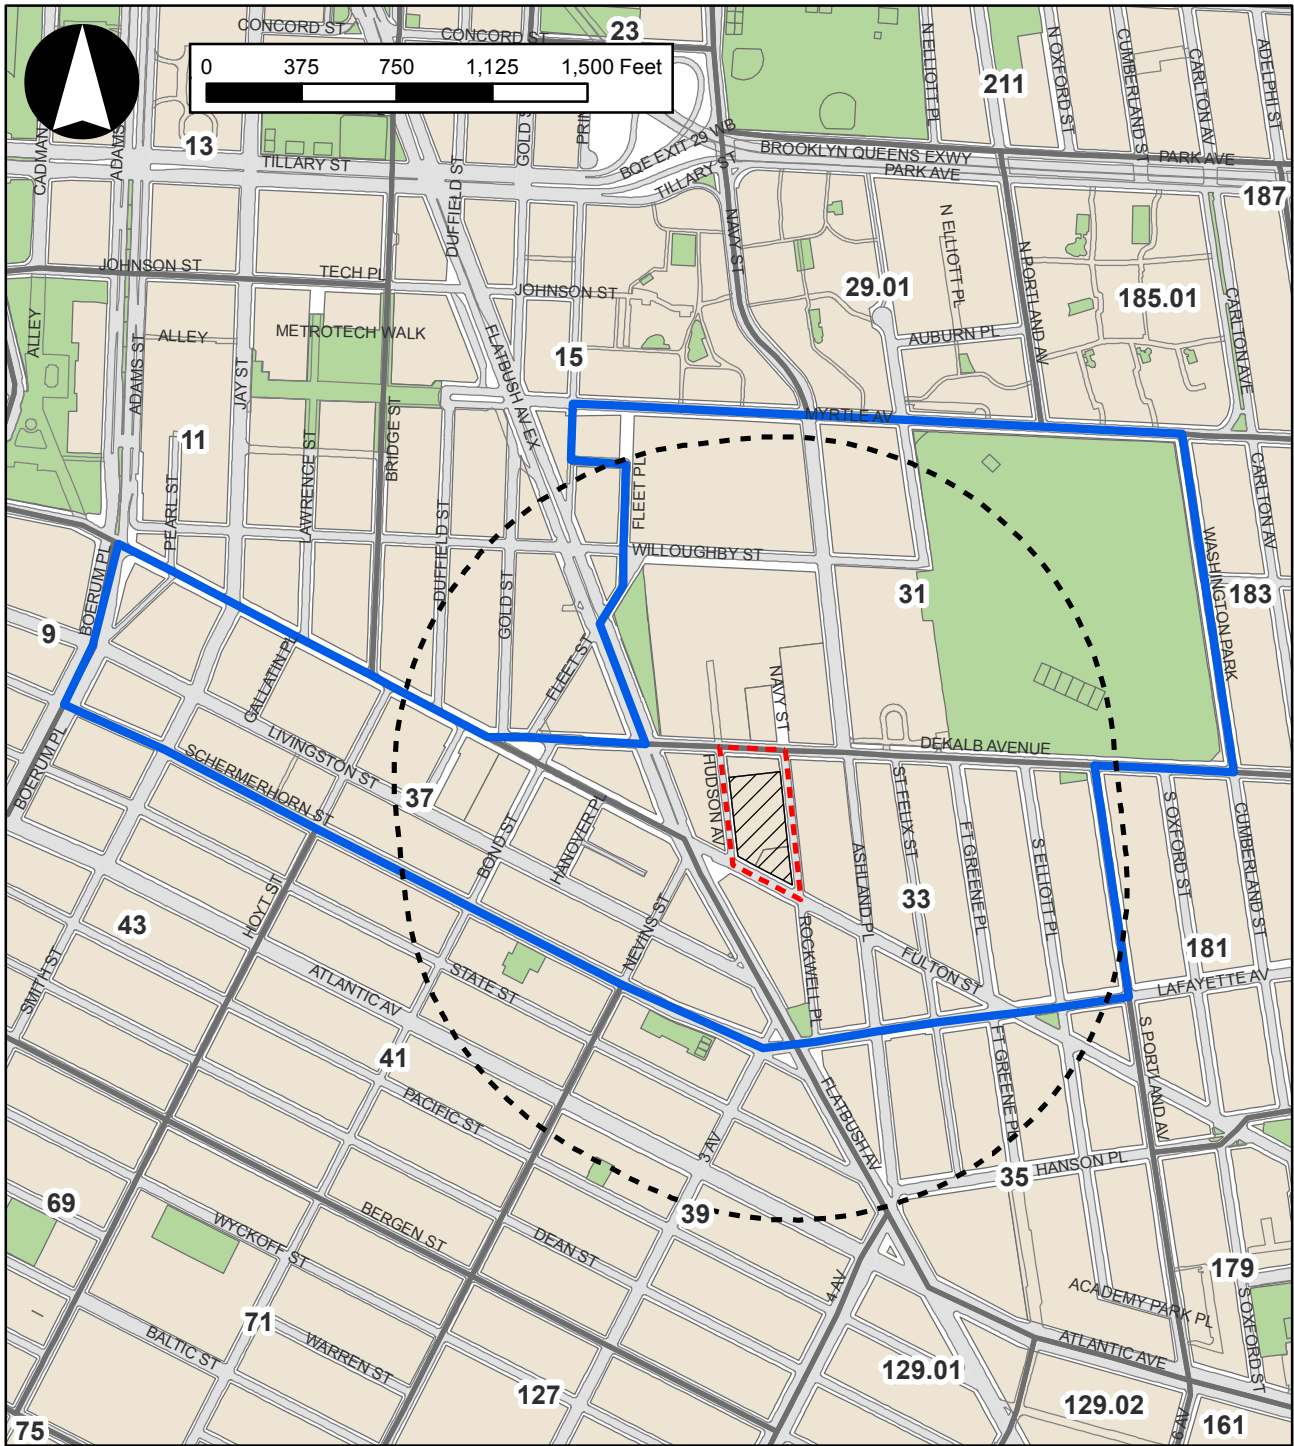 CONCORD ST
CONCORD ST
23
0 375 750 1,125 1,500 Feet
N ELLIOTT PL
N OXFORD ST
CUMBERLAND ST
CARLTON AV
ADELPHI ST
211
CADMAN
ADAMS
13
TILLARY ST
DUFFIELD ST
GOLD S
PRIN
BQE EXIT 29 WB
TILLARY ST
BROOKLYN QUEENS EXWY
PARK AVE
PARK AVE
187
NAVY ST
N ELLIOTT PL
N PORTLAND AV
JOHNSON ST
TECH PL
JOHNSON ST
29.01
185.01
CARLTON AVE
ALLEY
ADAMS ST
ALLEY
JAY ST
METROTECH WALK
FLATBUSH AV EX
15
AUBURN PL
MYRTLE AV
11
PEARL ST
LAWRENCE ST
BRIDGE ST
FLEET PL
CARLTON AV
BOERUM PL
DUFFIELD ST
GOLD ST
WILLOUGHBY ST
31
WASHINGTON PARK
183
9
GALLATIN PL
FLEET ST
NAVY ST
BOERUM PL
LIVINGSTON ST
SCHERMERHORN ST
DEKALB AVENUE
HUDSON AV
37
BOND ST
HANOVER PL
ASHLAND PL
ST FELIX ST
FT GREENE PL
S ELLIOTT PL
S OXFORD ST
CUMBERLAND ST
HOYT ST
NEVINS ST
33
43
181
SMITH ST
ATLANTIC AV
STATE ST
ROCKWELL PL
FULTON ST
LAFAYETTE AV
41
FT GREENE PL
S PORTLAND AV
PACIFIC ST
3 AV
FLATBUSH AV
HANSON PL
35
69
WYCKOFF ST
BERGEN ST
DEAN ST
39
179
4 AV
ACADEMY PARK PL
S OXFORD ST
71
BALTIC ST
WARREN ST
ATLANTIC AVE
129.01
127
129.02
6 AV
161
75